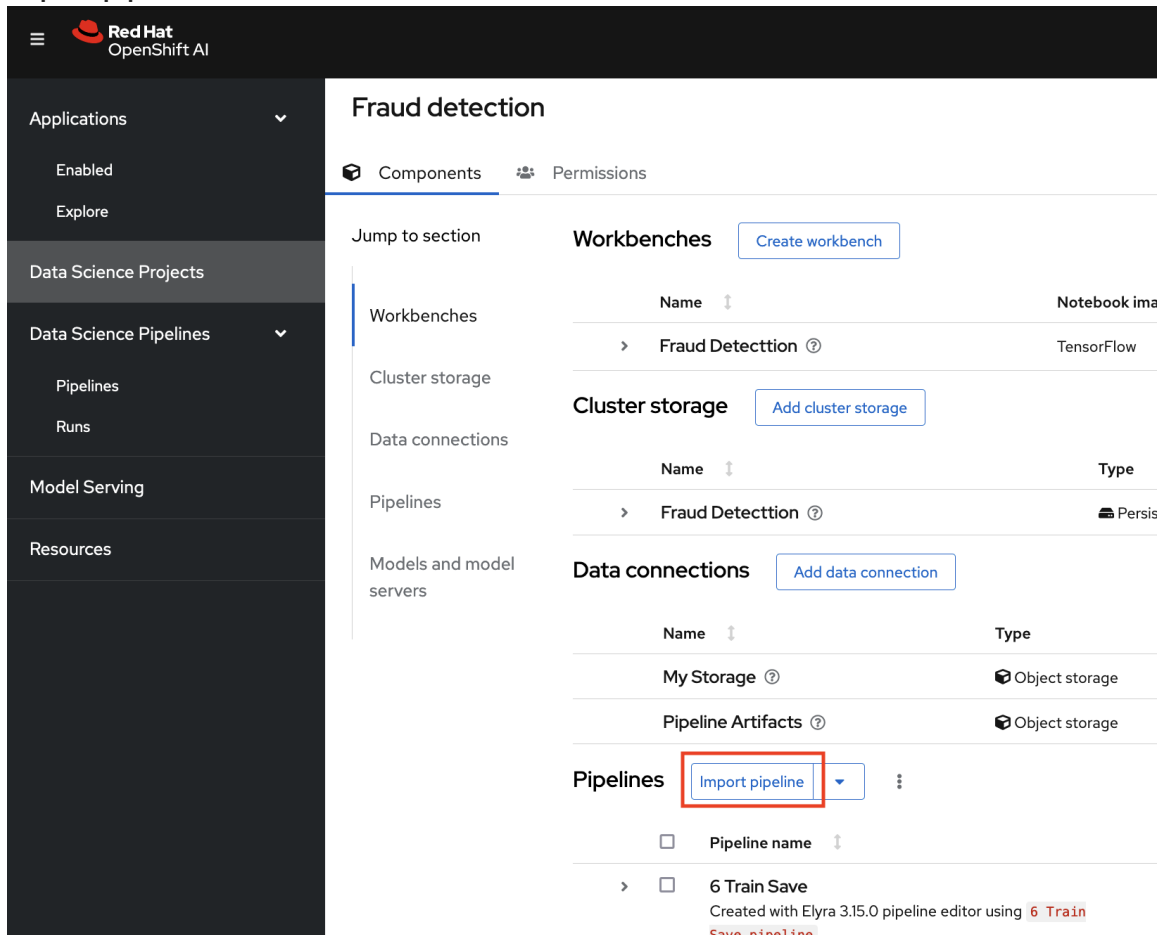 Red Hat
OpenShift AI
Applications
Enabled
Explore
Data Science Projects
Data Science Pipelines
Pipelines
Runs
Model Serving
Resources
Fraud detection
Components
Permissions
Jump to section
Workbenches
Cluster storage
Data connections
Pipelines
Models and model
servers
Workbenches
Create workbench
Name
Notebook ima
Fraud Detecttion
TensorFlow
Cluster storage
Add cluster storage
Name
Type
Fraud Detecttion
Persis
Data connections
Add data connection
Name
Type
My Storage
Object storage
Pipeline Artifacts
Object storage
Pipelines
Import pipeline
Pipeline name
6 Train Save
Created with Elyra 3.15.0 pipeline editor using 6 Train
Save.pipeline